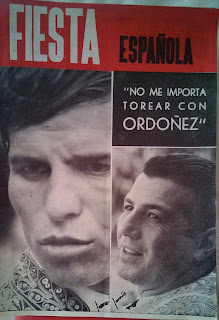 FIESTA
ESPAÑOLA
"NO ME IMPORTA
TOREAR CON
ORDOÑEZ"